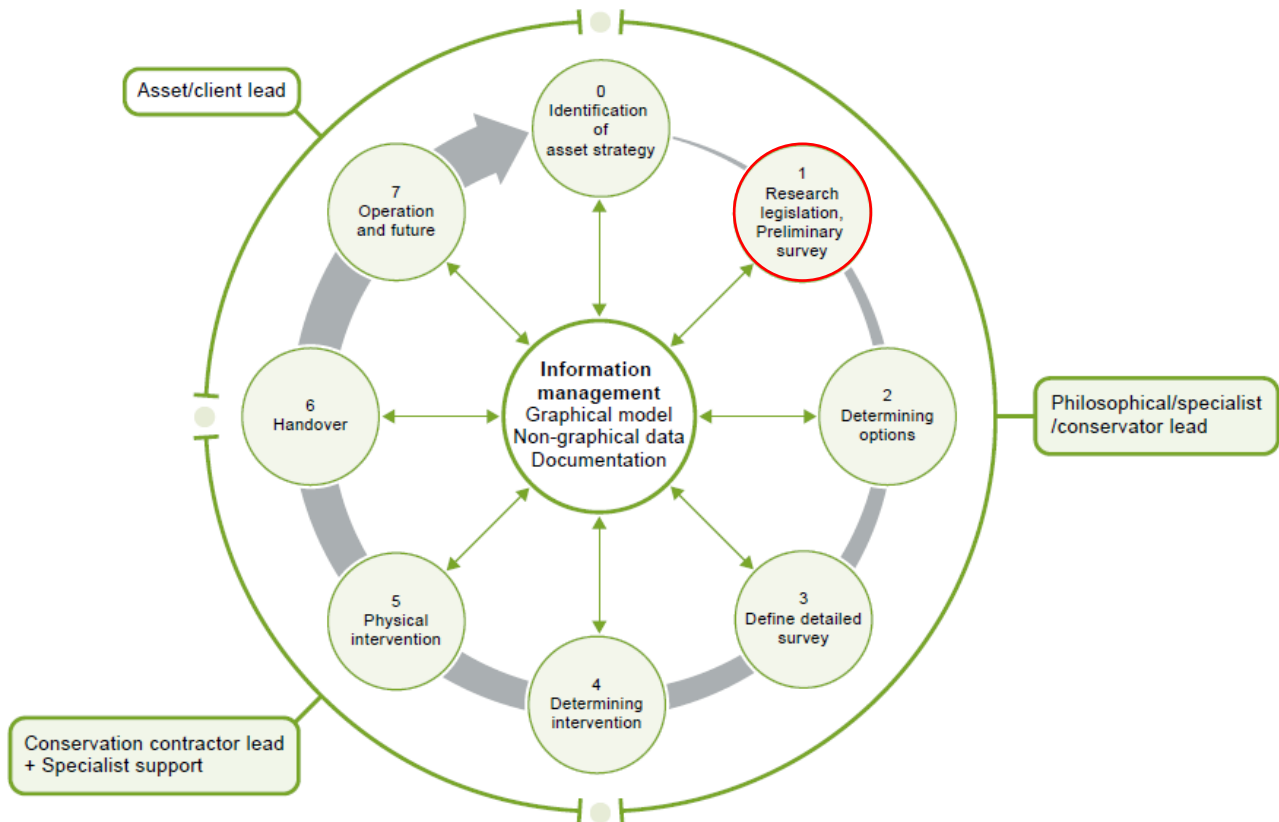 Asset/client lead
0
Identification
of
asset strategy
1
Research
legislation,
Preliminary
survey
2
Determining
options
3
Define detailed
survey
4
Determining
intervention
5
Physical
intervention
6
Handover
7
Operation
and future
Information
management
Graphical model
Non-graphical data
Documentation
Philosophical/specialist
/conservator lead
Conservation contractor lead
+ Specialist support